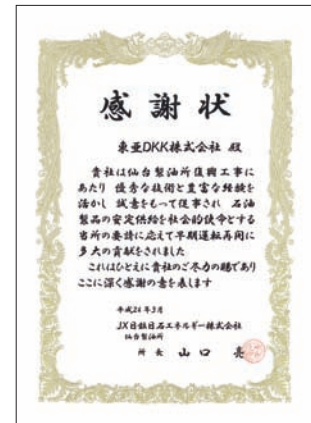 感謝状
東亜DKK株式会社 殿
貴社は仙台製油所復興工事に
あたり 優秀な技術と豊富な経験を
活かし 誠意をもって従事され 石油
製品の安定供給を社会的使命とする
当所の要請に応えて早期運転再開に
多大の貢献をされました
これはひとえに貴社のご尽力の賜であり
ここに深く感謝の意を表します
平成24年3月
JX日鉱日石エネルギー株式会社
仙台製油所
所長 山口 亮